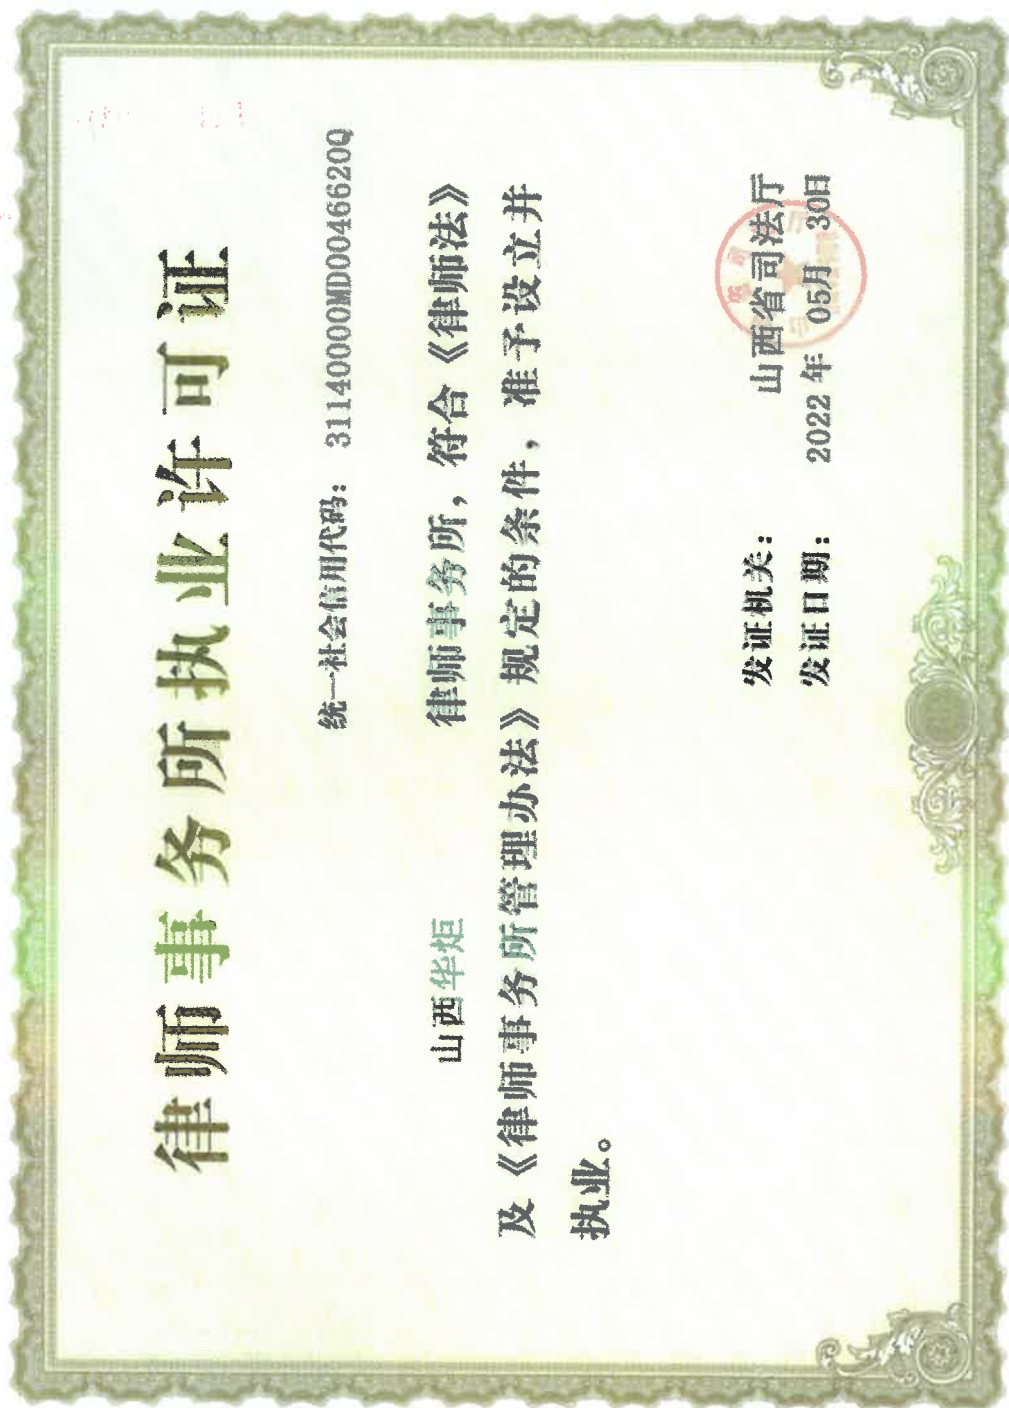 律师事务所执业许可证
统一社会信用代码： 31140000MD0046620Q
山西华炬 律师事务所，符合《律师法》
及《律师事务所管理办法》规定的条件，准予设立并
执业。
发证机关： 山西省司法厅
发证日期： 2022 年 05月 30日